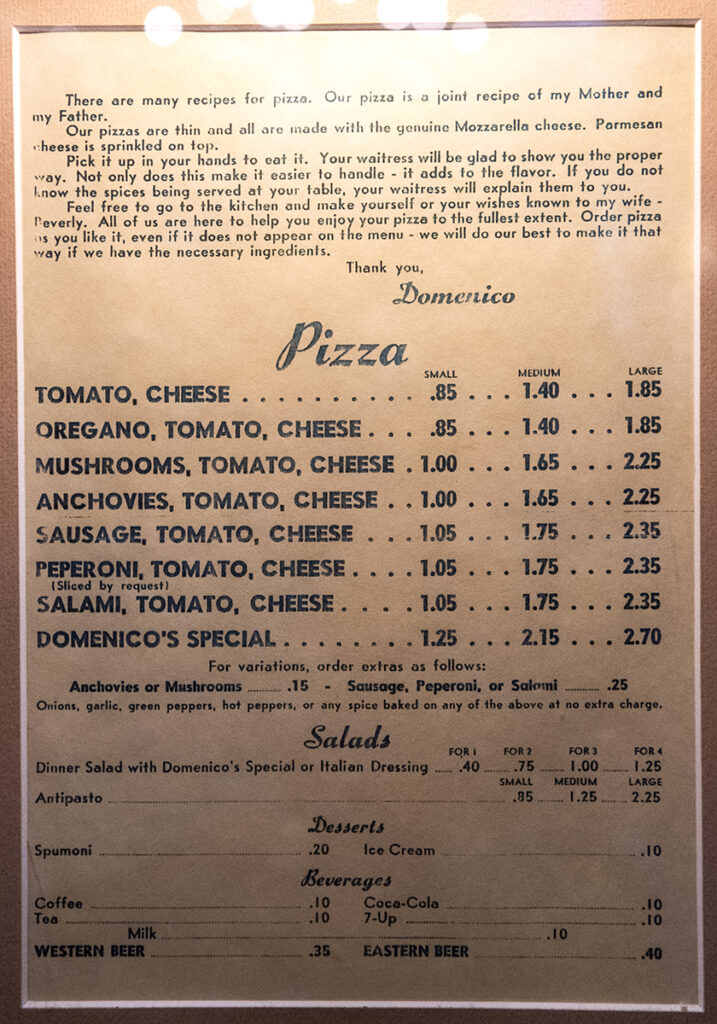 There are many recipes for pizza. Our pizza is a joint recipe of my Mother and
my Father.
Our pizzas are thin and all are made with the genuine Mozzarella cheese. Parmesan
cheese is sprinkled on top.
Pick it up in your hands to eat it. Your waitress will be glad to show you the proper
way. Not only does this make it easier to handle - it adds to the flavor. If you do not
know the spices being served at your table, your waitress will explain them to you.
Feel free to go to the kitchen and make yourself or your wishes known to my wife -
Beverly. All of us are here to help you enjoy your pizza to the fullest extent. Order pizza
as you like it, even if it does not appear on the menu - we will do our best to make it that
way if we have the necessary ingredients.
Thank you,
Domenico
Pizza
SMALL MEDIUM LARGE
TOMATO, CHEESE . . . . . . . . . . . .85 . . . 1.40 . . . 1.85
OREGANO, TOMATO, CHEESE . . . .85 . . . 1.40 . . . 1.85
MUSHROOMS, TOMATO, CHEESE . 1.00 . . . 1.65 . . . 2.25
ANCHOVIES, TOMATO, CHEESE . . 1.00 . . . 1.65 . . . 2.25
SAUSAGE, TOMATO, CHEESE . . . . 1.05 . . . 1.75 . . . 2.35
PEPERONI, TOMATO, CHEESE . . . . 1.05 . . . 1.75 . . . 2.35
(Sliced by request)
SALAMI, TOMATO, CHEESE . . . . 1.05 . . . 1.75 . . . 2.35
DOMENICO'S SPECIAL . . . . . . . . 1.25 . . . 2.15 . . . 2.70
For variations, order extras as follows:
Anchovies or Mushrooms ......... .15 - Sausage, Peperoni, or Salami ......... .25
Onions, garlic, green peppers, hot peppers, or any spice baked on any of the above at no extra charge.
Salads
FOR 1 FOR 2 FOR 3 FOR 4
Dinner Salad with Domenico's Special or Italian Dressing ..... .40 ....... .75 ....... 1.00 ....... 1.25
SMALL MEDIUM LARGE
Antipasto ..... .85 ....... 1.25 ....... 2.25
Desserts
Spumoni ..... .20 Ice Cream ..... .10
Beverages
Coffee ..... .10 Coca-Cola ..... .10
Tea ..... .10 7-Up ..... .10
Milk ..... .10
WESTERN BEER ..... .35 EASTERN BEER ..... .40